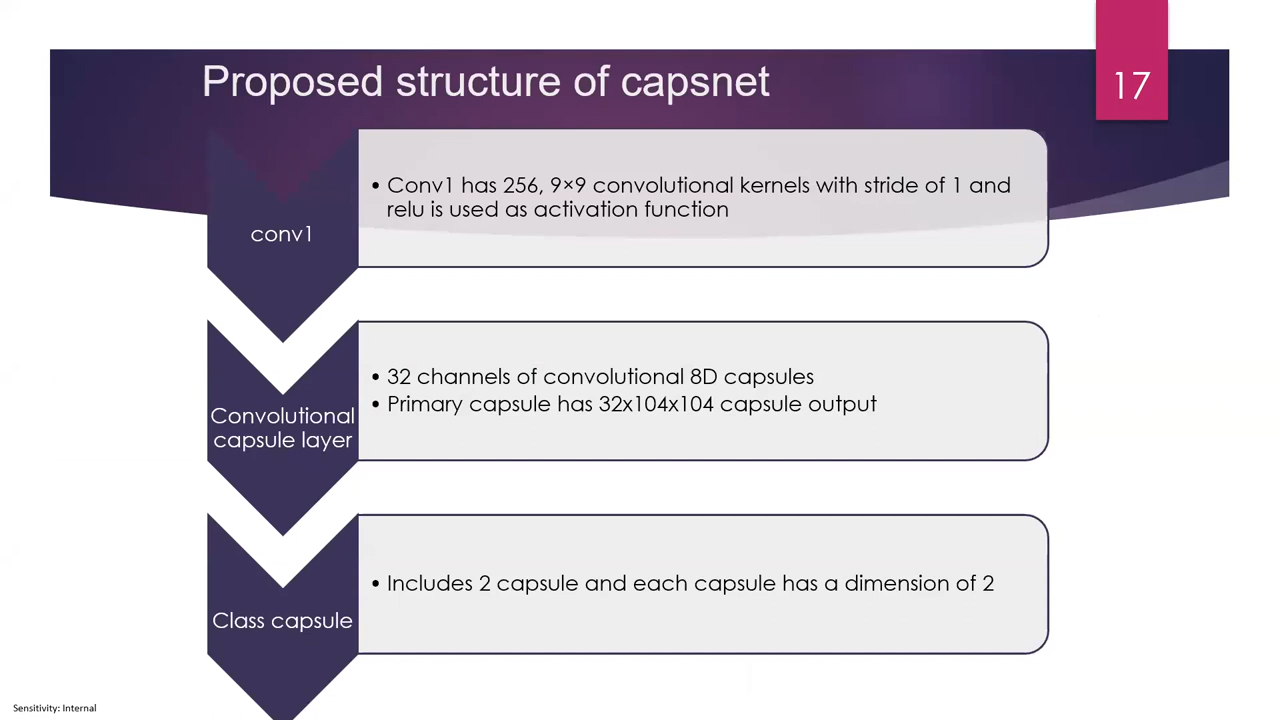 Proposed structure of capsnet
17
conv1
• Conv1 has 256, 9×9 convolutional kernels with stride of 1 and
relu is used as activation function
Convolutional
capsule layer
• 32 channels of convolutional 8D capsules
• Primary capsule has 32x104x104 capsule output
Class capsule
• Includes 2 capsule and each capsule has a dimension of 2
Sensitivity: Internal